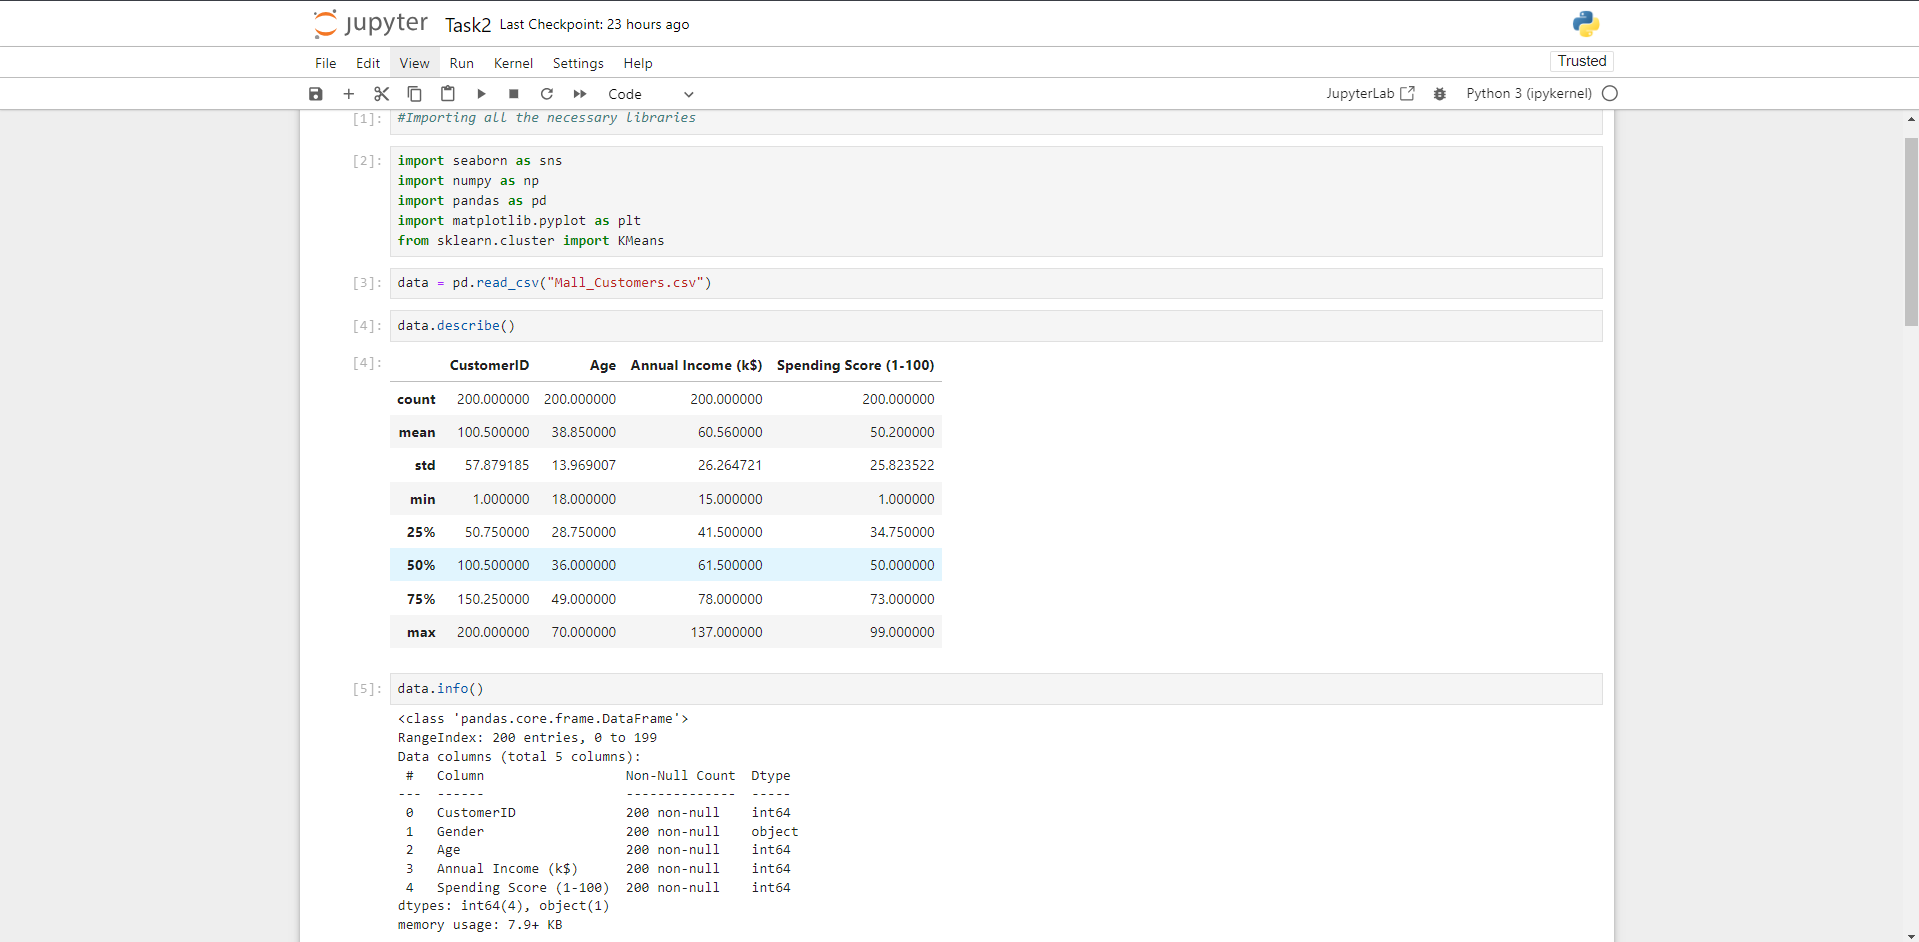 jupyter Task2 Last Checkpoint: 23 hours ago
File Edit View Run Kernel Settings Help Trusted
Code JupyterLab Python 3 (ipykernel)
[1]: #Importing all the necessary libraries
[2]: import seaborn as sns
import numpy as np
import pandas as pd
import matplotlib.pyplot as plt
from sklearn.cluster import KMeans
[3]: data = pd.read_csv("Mall_Customers.csv")
[4]: data.describe()
[4]: CustomerID Age Annual Income (k$) Spending Score (1-100)
count 200.000000 200.000000 200.000000 200.000000
mean 100.500000 38.850000 60.560000 50.200000
std 57.879185 13.969007 26.264721 25.823522
min 1.000000 18.000000 15.000000 1.000000
25% 50.750000 28.750000 41.500000 34.750000
50% 100.500000 36.000000 61.500000 50.000000
75% 150.250000 49.000000 78.000000 73.000000
max 200.000000 70.000000 137.000000 99.000000
[5]: data.info()
<class 'pandas.core.frame.DataFrame'>
RangeIndex: 200 entries, 0 to 199
Data columns (total 5 columns):
# Column Non-Null Count Dtype
--- ------ -------------- -----
0 CustomerID 200 non-null int64
1 Gender 200 non-null object
2 Age 200 non-null int64
3 Annual Income (k$) 200 non-null int64
4 Spending Score (1-100) 200 non-null int64
dtypes: int64(4), object(1)
memory usage: 7.9+ KB